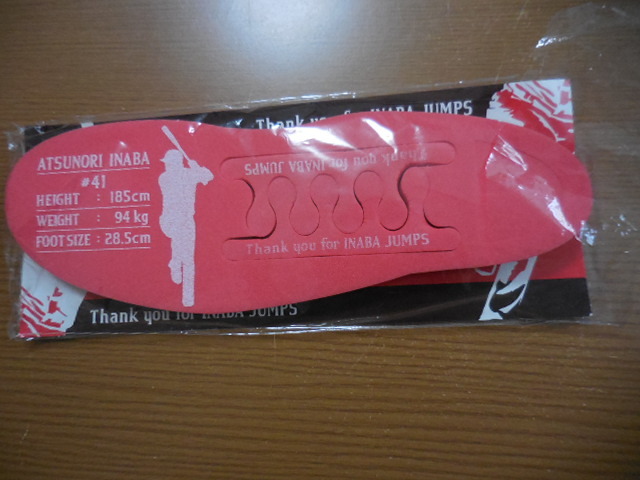 Thank you for INABA JUMPS
ATSUNORI INABA
#41
HEIGHT : 185cm
WEIGHT : 94 kg
FOOT SIZE : 28.5cm
Thank you for INABA JUMPS
Thank you for INABA JUMPS
Thank you for INABA JUMPS